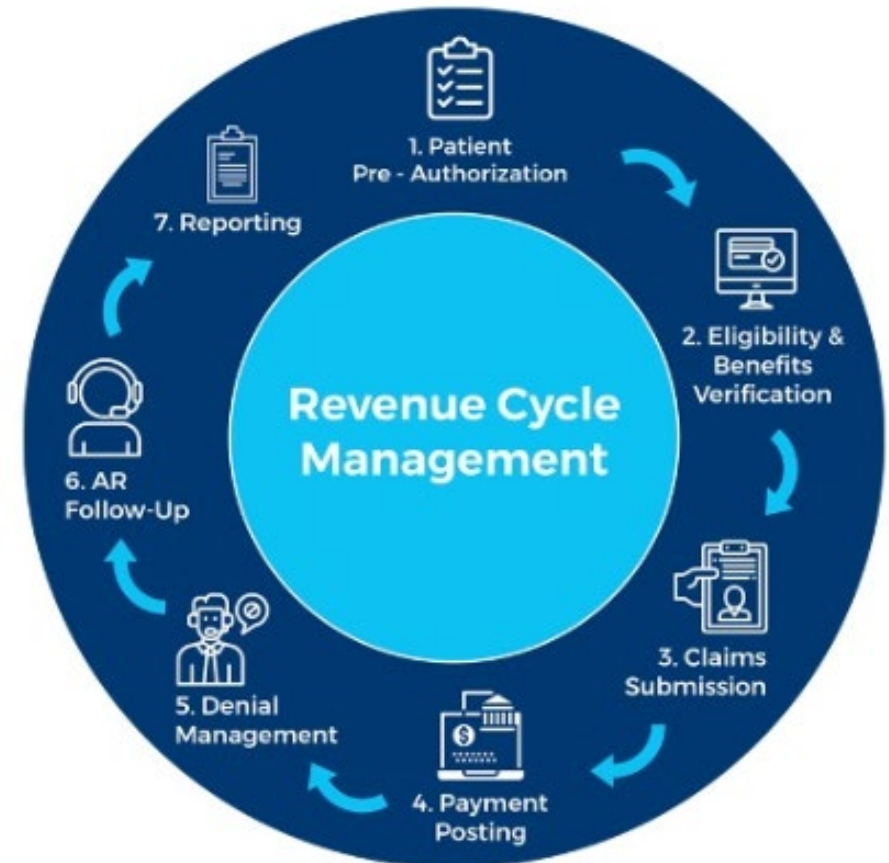 1. Patient
Pre - Authorization
2. Eligibility &
Benefits
Verification
3. Claims
Submission
4. Payment
Posting
5. Denial
Management
6. AR
Follow-Up
7. Reporting
Revenue Cycle
Management
$